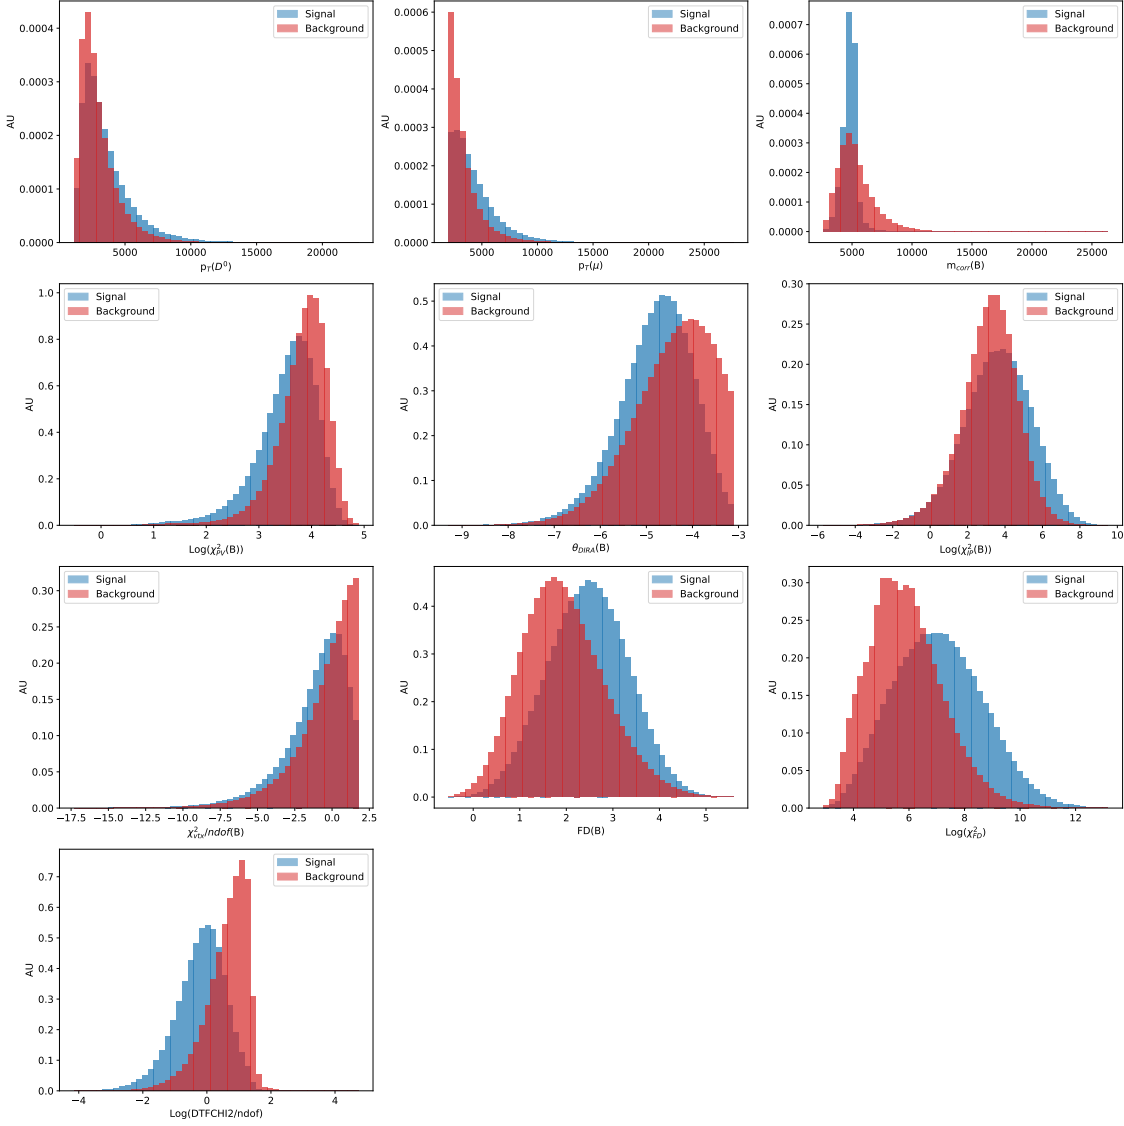 Signal
Background
AU
0.0004
0.0003
0.0002
0.0001
0.0000
5000 10000 15000 20000
p_T(D^0)
Signal
Background
AU
0.0006
0.0005
0.0004
0.0003
0.0002
0.0001
0.0000
5000 10000 15000 20000 25000
p_T(μ)
Signal
Background
AU
0.0007
0.0006
0.0005
0.0004
0.0003
0.0002
0.0001
0.0000
5000 10000 15000 20000 25000
m_corr(B)
Signal
Background
AU
1.0
0.8
0.6
0.4
0.2
0.0
0 1 2 3 4 5
Log(χ²_PV(B))
Signal
Background
AU
0.5
0.4
0.3
0.2
0.1
0.0
−9 −8 −7 −6 −5 −4 −3
θ_DIRA(B)
Signal
Background
AU
0.30
0.25
0.20
0.15
0.10
0.05
0.00
−6 −4 −2 0 2 4 6 8 10
Log(χ²_IP(B))
Signal
Background
AU
0.30
0.25
0.20
0.15
0.10
0.05
0.00
−17.5 −15.0 −12.5 −10.0 −7.5 −5.0 −2.5 0.0 2.5
χ²_vtx/ndof(B)
Signal
Background
AU
0.4
0.3
0.2
0.1
0.0
0 1 2 3 4 5
FD(B)
Signal
Background
AU
0.30
0.25
0.20
0.15
0.10
0.05
0.00
4 6 8 10 12
Log(χ²_FD)
Signal
Background
AU
0.7
0.6
0.5
0.4
0.3
0.2
0.1
0.0
−4 −2 0 2 4
Log(DTFCHI2/ndof)